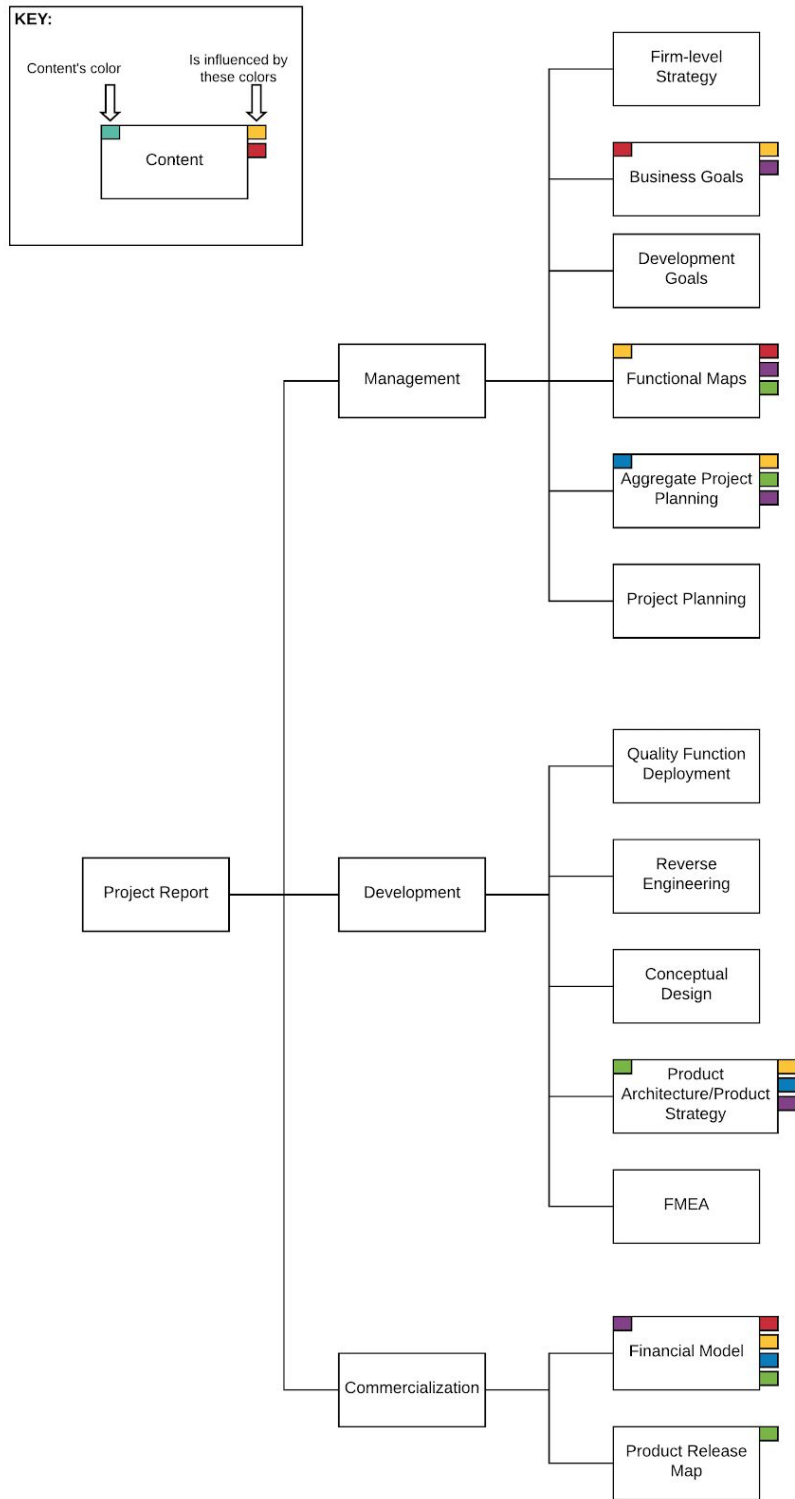 KEY:
Content's color
Is influenced by
these colors
Content
Firm-level
Strategy
Business Goals
Development
Goals
Management
Functional Maps
Aggregate Project
Planning
Project Planning
Quality Function
Deployment
Reverse
Engineering
Project Report
Development
Conceptual
Design
Product
Architecture/Product
Strategy
FMEA
Commercialization
Financial Model
Product Release
Map